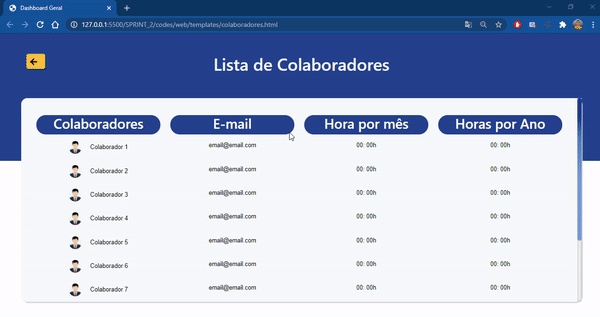 Dashboard Geral
127.0.0.1:5500/SPRINT_2/codes/web/templates/colaboradores.html
Lista de Colaboradores
Colaboradores E-mail Hora por mês Horas por Ano
Colaborador 1 email@email.com 00: 00h 00: 00h
Colaborador 2 email@email.com 00: 00h 00: 00h
Colaborador 3 email@email.com 00: 00h 00: 00h
Colaborador 4 email@email.com 00: 00h 00: 00h
Colaborador 5 email@email.com 00: 00h 00: 00h
Colaborador 6 email@email.com 00: 00h 00: 00h
Colaborador 7 email@email.com 00: 00h 00: 00h